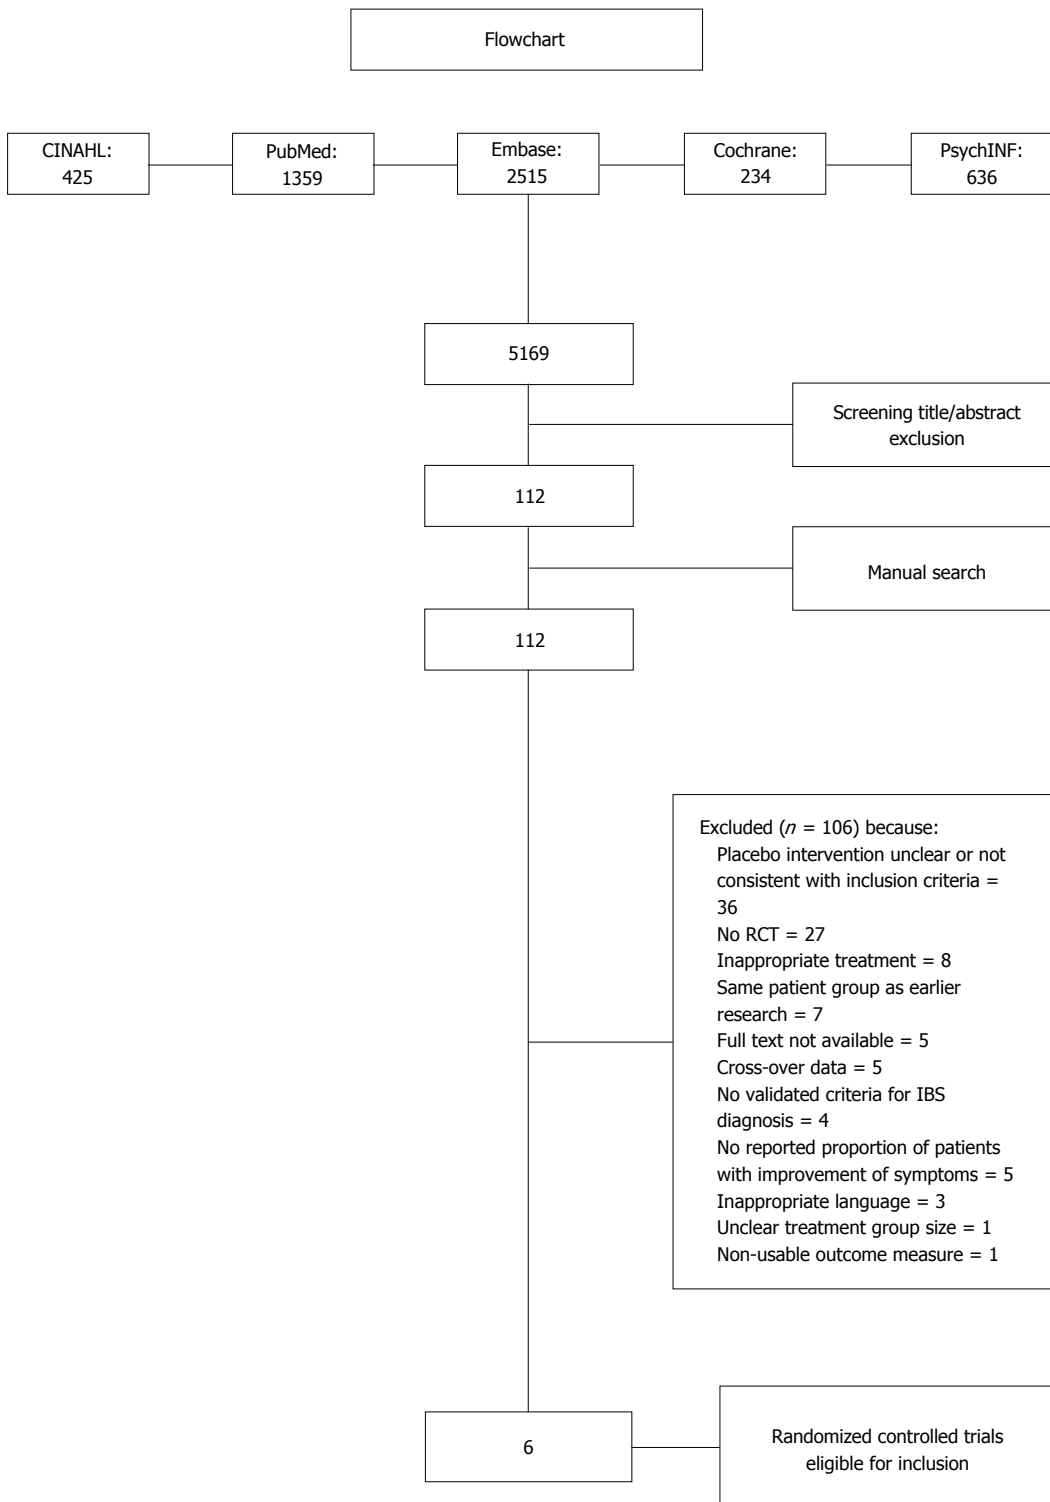 Flowchart
CINAHL:
425
PubMed:
1359
Embase:
2515
Cochrane:
234
PsychINF:
636
5169
Screening title/abstract
exclusion
112
Manual search
112
Excluded (n = 106) because:
Placebo intervention unclear or not
consistent with inclusion criteria =
36
No RCT = 27
Inappropriate treatment = 8
Same patient group as earlier
research = 7
Full text not available = 5
Cross-over data = 5
No validated criteria for IBS
diagnosis = 4
No reported proportion of patients
with improvement of symptoms = 5
Inappropriate language = 3
Unclear treatment group size = 1
Non-usable outcome measure = 1
6
Randomized controlled trials
eligible for inclusion